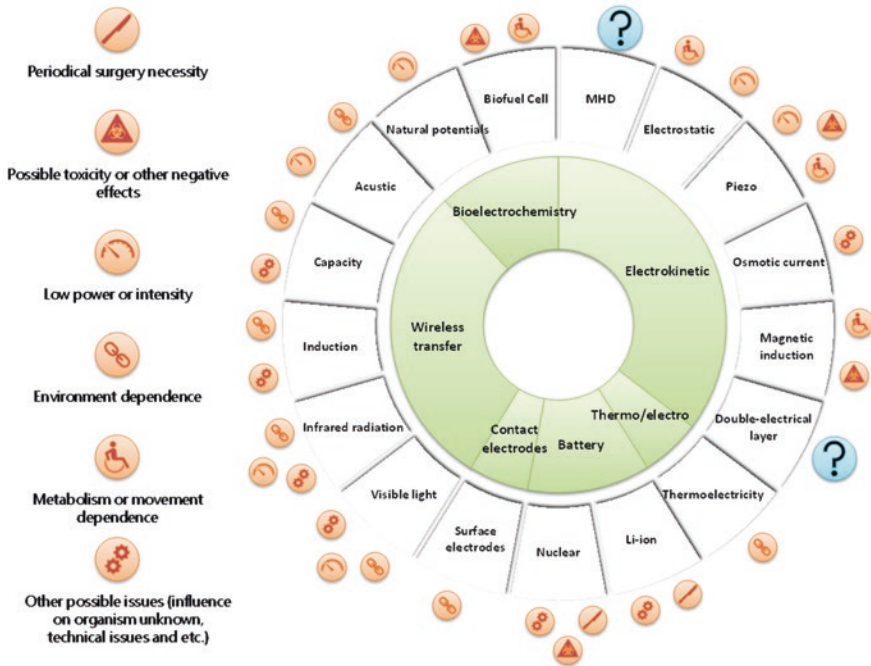 Periodical surgery necessity
Possible toxicity or other negative
effects
Low power or intensity
Environment dependence
Metabolism or movement
dependence
Other possible issues (influence
on organism unknown,
technical issues and etc.)
?
Biofuel Cell
MHD
Natural potentials
Electrostatic
Acustic
Piezo
Capacity
Osmotic current
Induction
Magnetic
induction
Infrared radiation
Double-electrical
layer
?
Visible light
Thermoelectricity
Surface
electrodes
Nuclear
Li-ion
Bioelectrochemistry
Electrokinetic
Wireless
transfer
Thermo/electro
Contact
electrodes
Battery